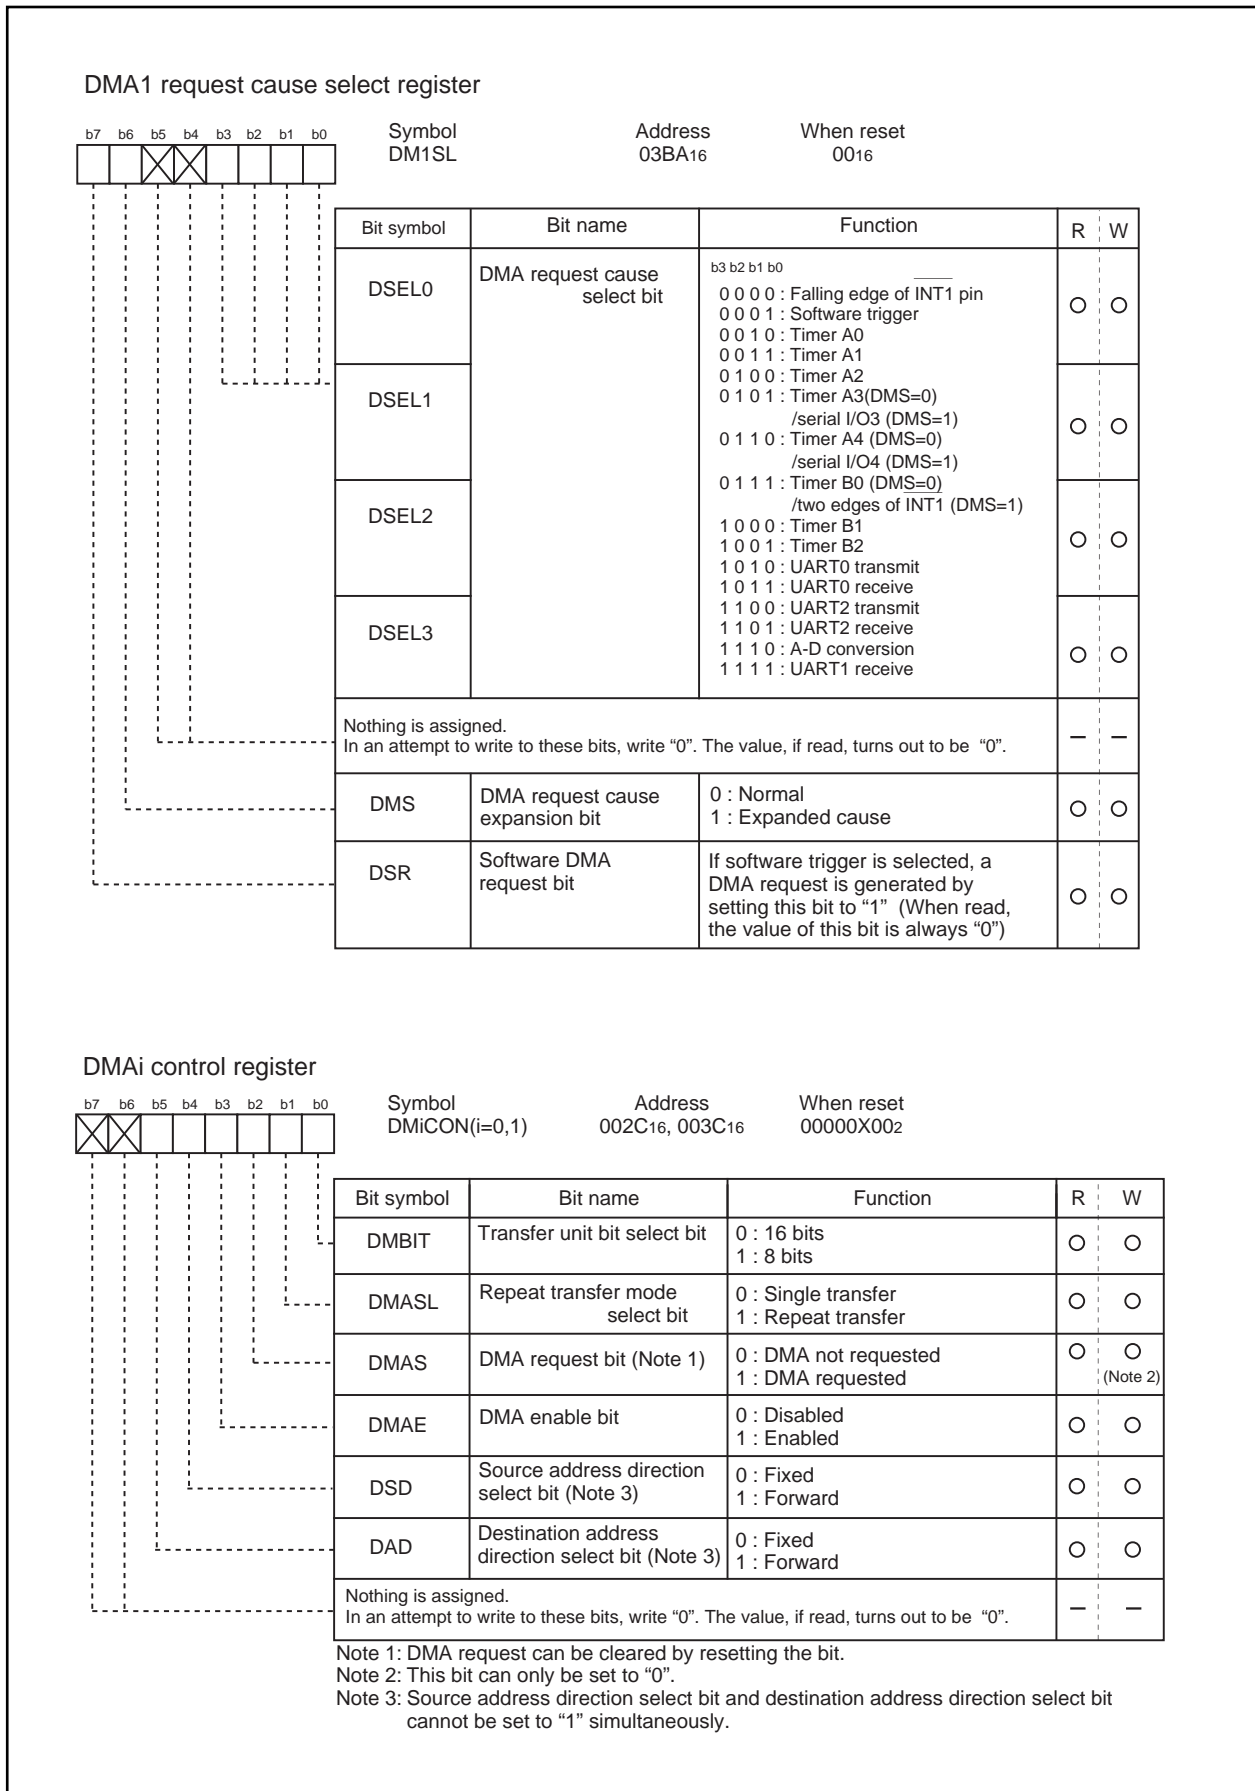 DMA1 request cause select register
b7 b6 b5 b4 b3 b2 b1 b0
Symbol Address When reset
DM1SL 03BA16 0016
Bit symbol Bit name Function R W
DSEL0
DMA request cause
select bit
b3 b2 b1 b0
0 0 0 0 : Falling edge of INT1 pin
0 0 0 1 : Software trigger
0 0 1 0 : Timer A0
0 0 1 1 : Timer A1
0 1 0 0 : Timer A2
0 1 0 1 : Timer A3(DMS=0)
/serial I/O3 (DMS=1)
0 1 1 0 : Timer A4 (DMS=0)
/serial I/O4 (DMS=1)
0 1 1 1 : Timer B0 (DMS=0)
/two edges of INT1 (DMS=1)
1 0 0 0 : Timer B1
1 0 0 1 : Timer B2
1 0 1 0 : UART0 transmit
1 0 1 1 : UART0 receive
1 1 0 0 : UART2 transmit
1 1 0 1 : UART2 receive
1 1 1 0 : A-D conversion
1 1 1 1 : UART1 receive
DSEL1
DSEL2
DSEL3
Nothing is assigned.
In an attempt to write to these bits, write “0”. The value, if read, turns out to be “0”.
DMS
DMA request cause
expansion bit
0 : Normal
1 : Expanded cause
DSR
Software DMA
request bit
If software trigger is selected, a
DMA request is generated by
setting this bit to “1” (When read,
the value of this bit is always “0”)
DMAi control register
b7 b6 b5 b4 b3 b2 b1 b0
Symbol Address When reset
DMiCON(i=0,1) 002C16, 003C16 00000X002
Bit symbol Bit name Function R W
DMBIT
Transfer unit bit select bit
0 : 16 bits
1 : 8 bits
DMASL
Repeat transfer mode
select bit
0 : Single transfer
1 : Repeat transfer
DMAS
DMA request bit (Note 1)
0 : DMA not requested
1 : DMA requested
(Note 2)
DMAE
DMA enable bit
0 : Disabled
1 : Enabled
DSD
Source address direction
select bit (Note 3)
0 : Fixed
1 : Forward
DAD
Destination address
direction select bit (Note 3)
0 : Fixed
1 : Forward
Nothing is assigned.
In an attempt to write to these bits, write “0”. The value, if read, turns out to be “0”.
Note 1: DMA request can be cleared by resetting the bit.
Note 2: This bit can only be set to “0”.
Note 3: Source address direction select bit and destination address direction select bit
cannot be set to “1” simultaneously.